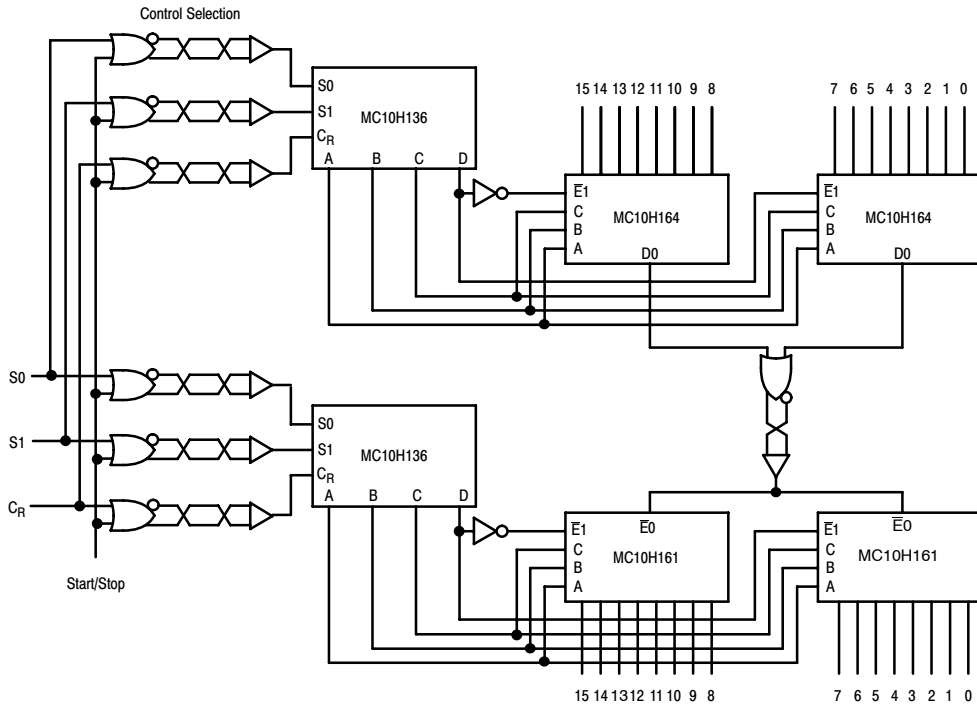 Control Selection
S0
S1
CR
MC10H136
A B C D
15 14 13 12 11 10 9 8
E1
C
B
A
MC10H164
D0
7 6 5 4 3 2 1 0
E1
C
B
A
MC10H164
D0
S0
S1
CR
Start/Stop
S0
S1
CR
MC10H136
A B C D
E1
C
B
A
E0
MC10H161
15 14 13 12 11 10 9 8
E1
C
B
A
E0
MC10H161
7 6 5 4 3 2 1 0